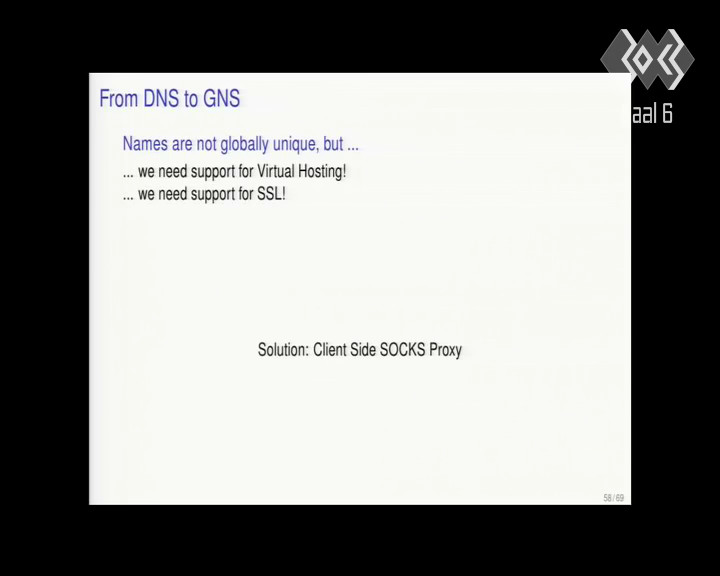 From DNS to GNS
Names are not globally unique, but ...
... we need support for Virtual Hosting!
... we need support for SSL!
Solution: Client Side SOCKS Proxy
58/69
aal 6